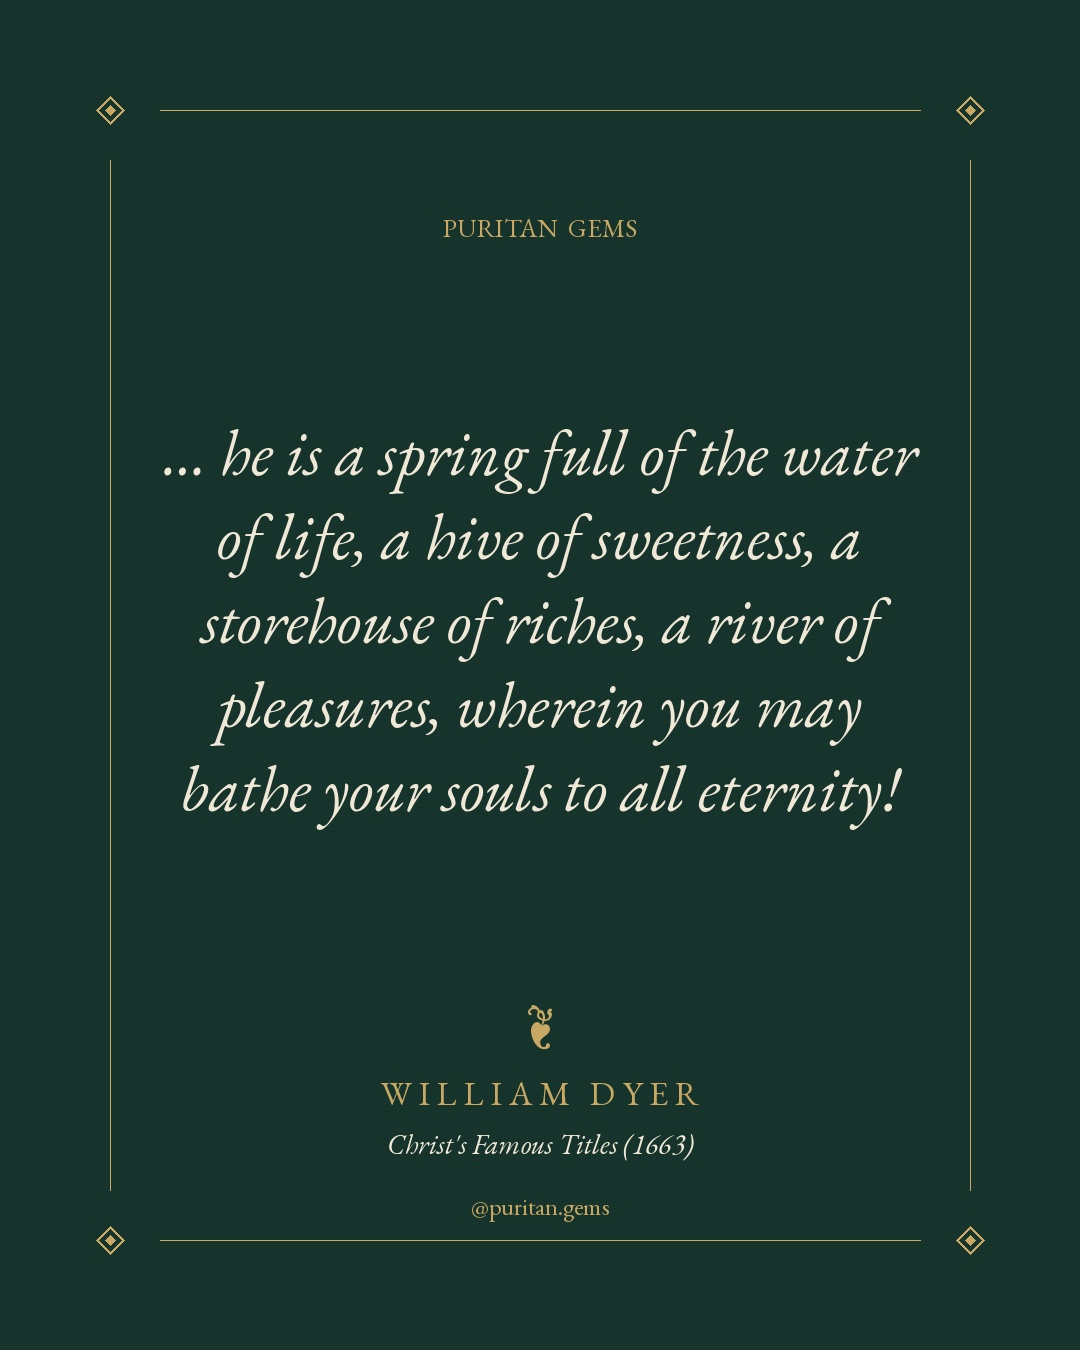 PURITAN GEMS
... he is a spring full of the water
of life, a hive of sweetness, a
storehouse of riches, a river of
pleasures, wherein you may
bathe your souls to all eternity!
WILLIAM DYER
Christ's Famous Titles (1663)
@puritan.gems